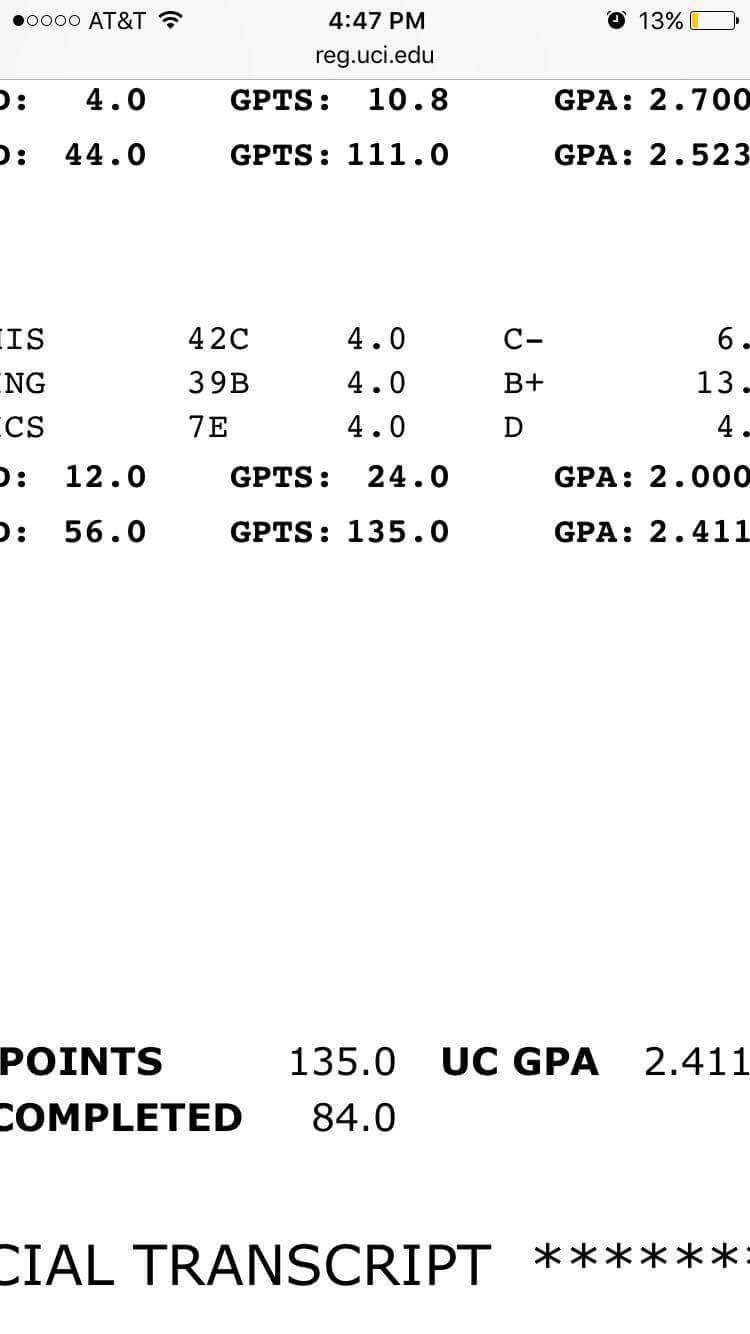 AT&T 4:47 PM 13%
reg.uci.edu
D: 4.0 GPTS: 10.8 GPA: 2.700
D: 44.0 GPTS: 111.0 GPA: 2.523
HIS 42C 4.0 C- 6.
ING 39B 4.0 B+ 13.
ICS 7E 4.0 D 4.
D: 12.0 GPTS: 24.0 GPA: 2.000
D: 56.0 GPTS: 135.0 GPA: 2.411
POINTS 135.0 UC GPA 2.411
COMPLETED 84.0
CIAL TRANSCRIPT *******